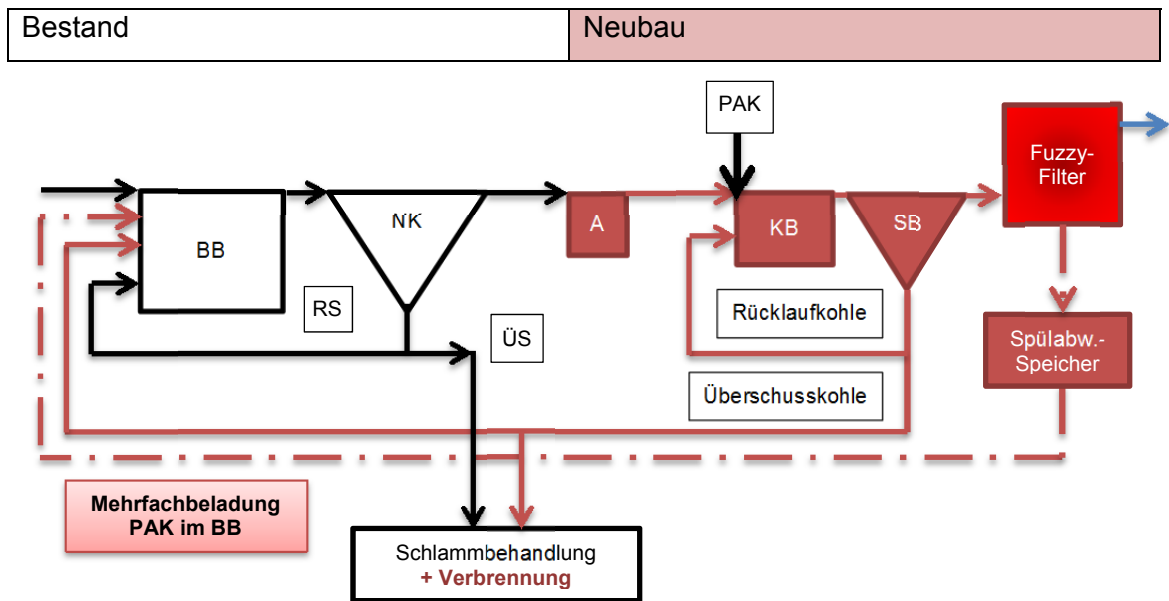 Bestand
Neubau
PAK
Fuzzy-
Filter
BB
NK
A
KB
SB
RS
ÜS
Rücklaufkohle
Überschusskohle
Spülabw.-
Speicher
Mehrfachbeladung
PAK im BB
Schlammbehandlung
+ Verbrennung